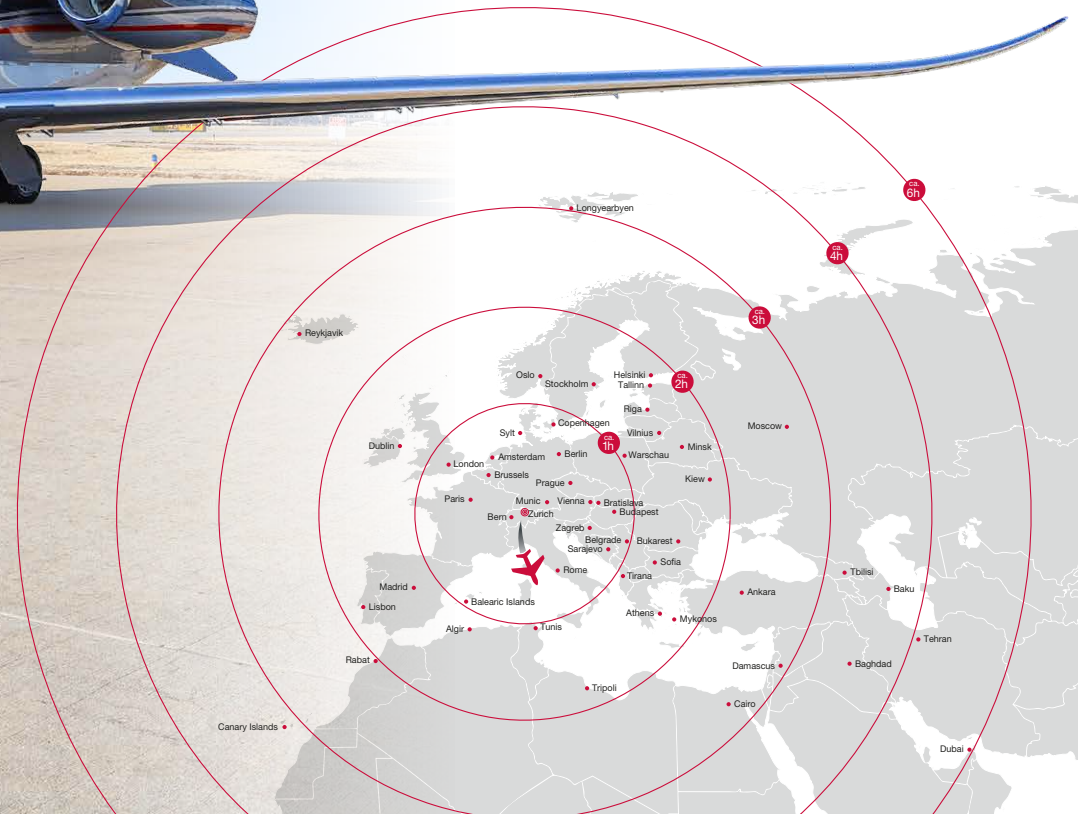 ca.
6h
Longyearbyen
ca.
4h
ca.
3h
Reykjavik
Oslo
Helsinki
ca.
2h
Stockholm
Tallinn
Riga
Copenhagen
Moscow
Sylt
Vilnius
ca.
1h
Dublin
Minsk
Amsterdam
Berlin
Warschau
London
Brussels
Kiew
Prague
Paris
Munic
Vienna
Bratislava
Budapest
Bern
Zurich
Zagreb
Belgrade
Bukarest
Sarajevo
Sofia
Rome
Tirana
Tbilisi
Madrid
Baku
Ankara
Balearic Islands
Lisbon
Athens
Mykonos
Algir
Tunis
Tehran
Rabat
Damascus
Baghdad
Tripoli
Cairo
Canary Islands
Dubai